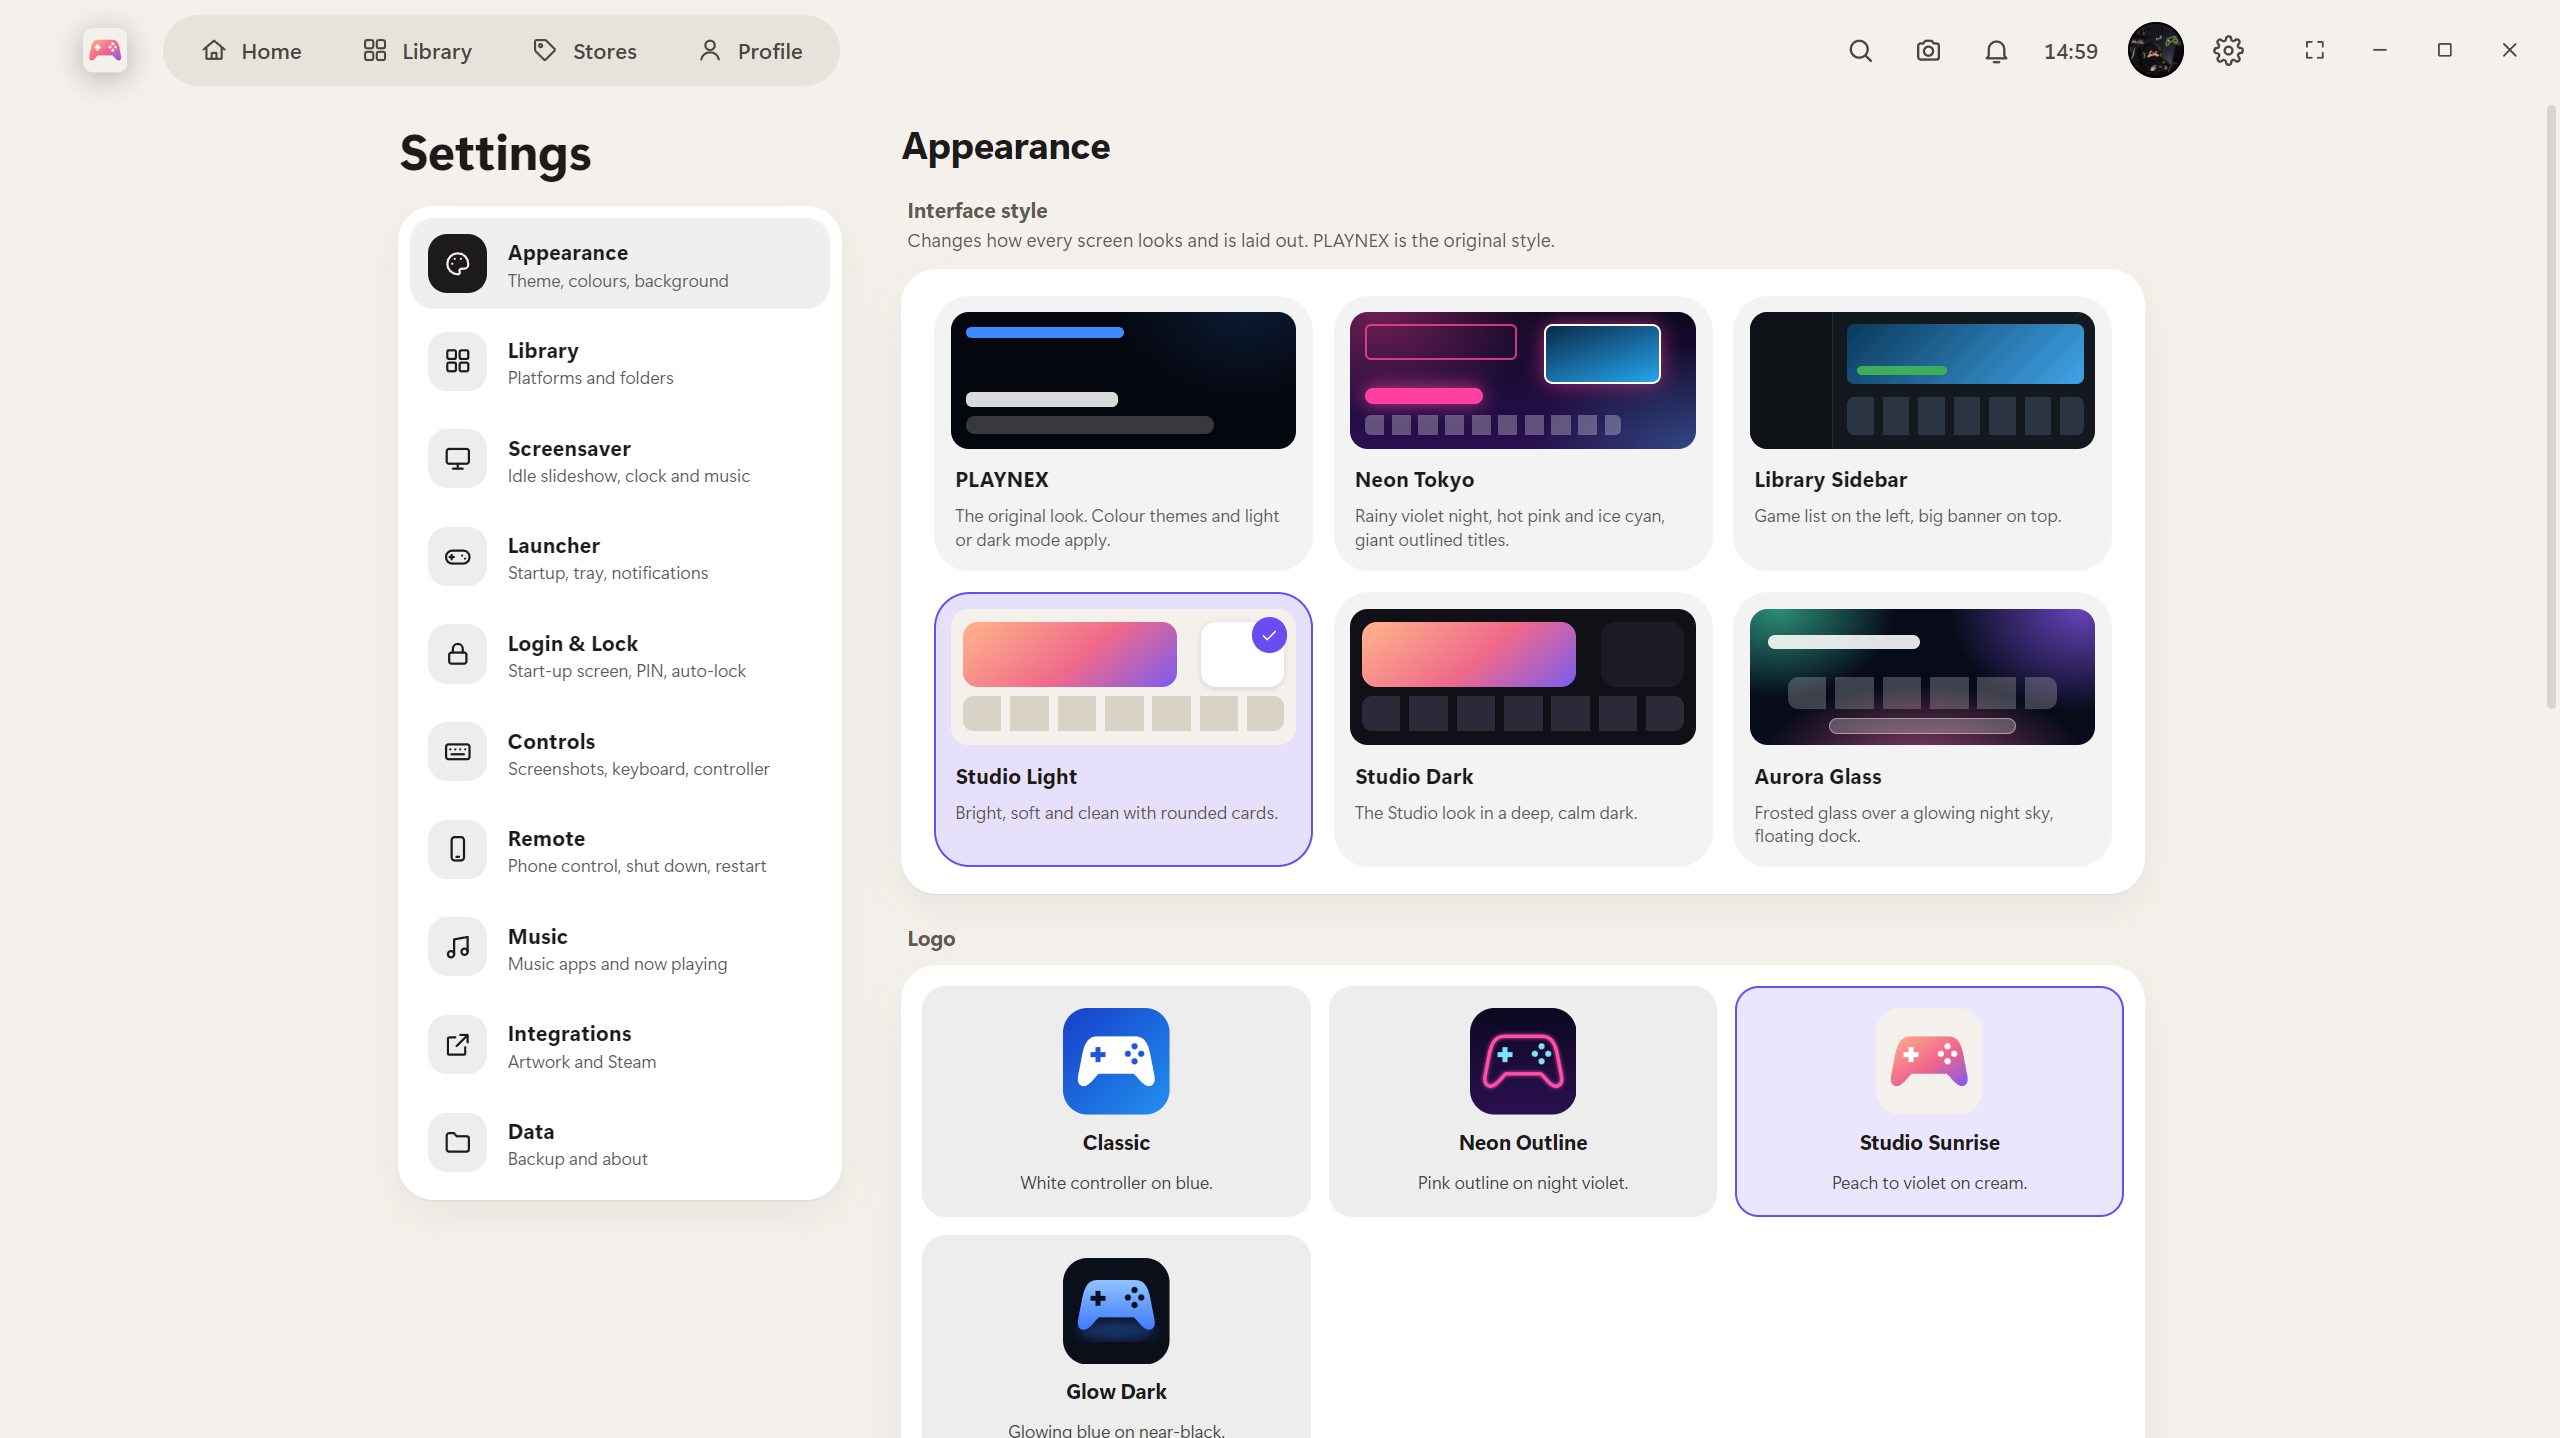 Home
Library
Stores
Profile
14:59
Settings
Appearance
Theme, colours, background
Library
Platforms and folders
Screensaver
Idle slideshow, clock and music
Launcher
Startup, tray, notifications
Login & Lock
Start-up screen, PIN, auto-lock
Controls
Screenshots, keyboard, controller
Remote
Phone control, shut down, restart
Music
Music apps and now playing
Integrations
Artwork and Steam
Data
Backup and about
Appearance
Interface style
Changes how every screen looks and is laid out. PLAYNEX is the original style.
PLAYNEX
The original look. Colour themes and light
or dark mode apply.
Neon Tokyo
Rainy violet night, hot pink and ice cyan,
giant outlined titles.
Library Sidebar
Game list on the left, big banner on top.
Studio Light
Bright, soft and clean with rounded cards.
Studio Dark
The Studio look in a deep, calm dark.
Aurora Glass
Frosted glass over a glowing night sky,
floating dock.
Logo
Classic
White controller on blue.
Neon Outline
Pink outline on night violet.
Studio Sunrise
Peach to violet on cream.
Glow Dark
Glowing blue on near-black.